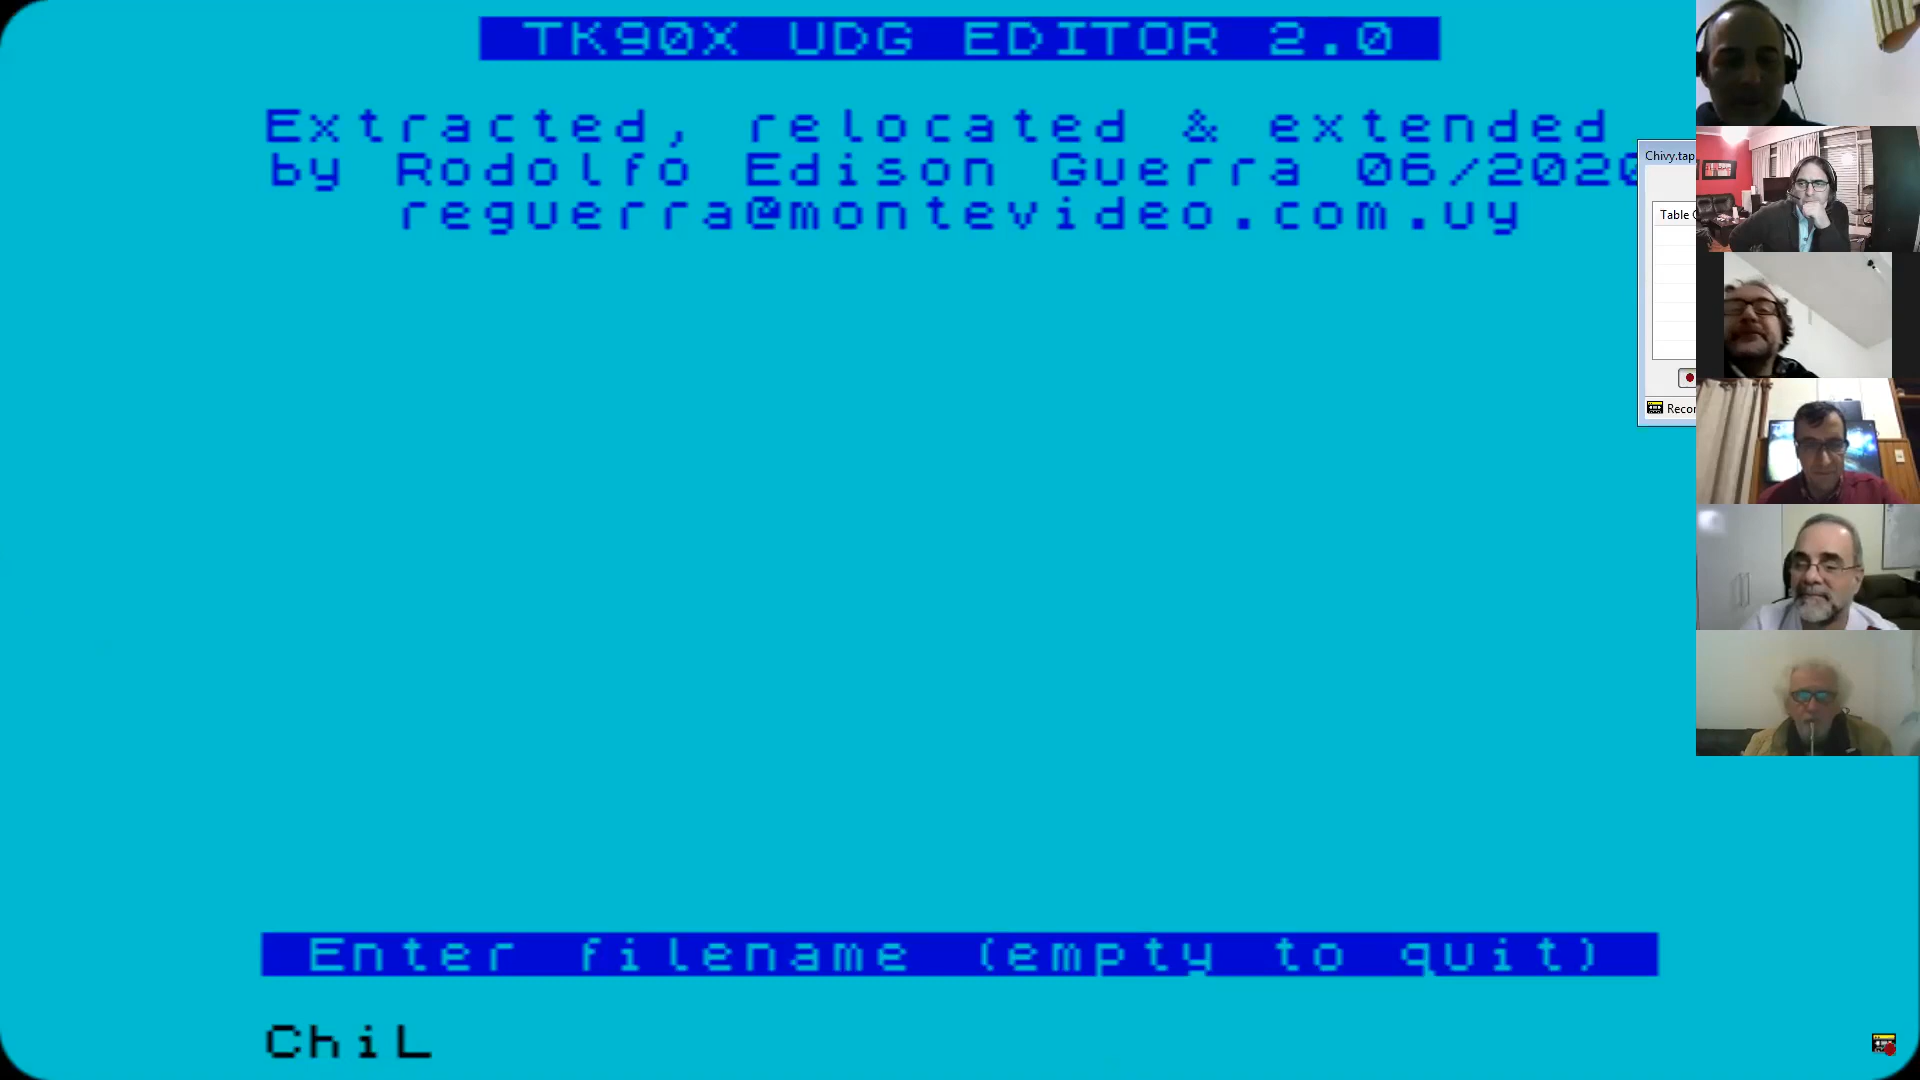 TK90X UDG EDITOR 2.0
Extracted, relocated & extended
by Rodolfo Edison Guerra 06/2020
reguerra@montevideo.com.uy
Chivy.tap
Table
Enter filename (empty to quit)
ChiL